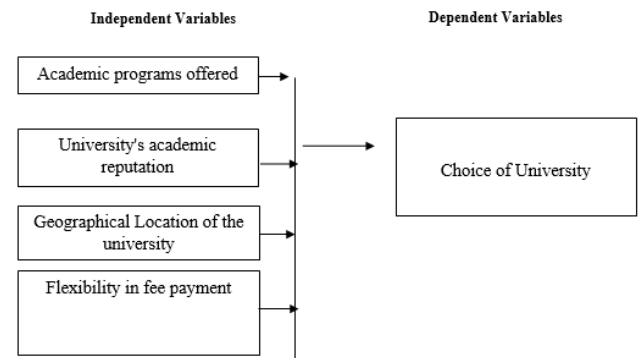 Independent Variables
Dependent Variables
Academic programs offered
University's academic
reputation
Geographical Location of the
university
Flexibility in fee payment
Choice of University